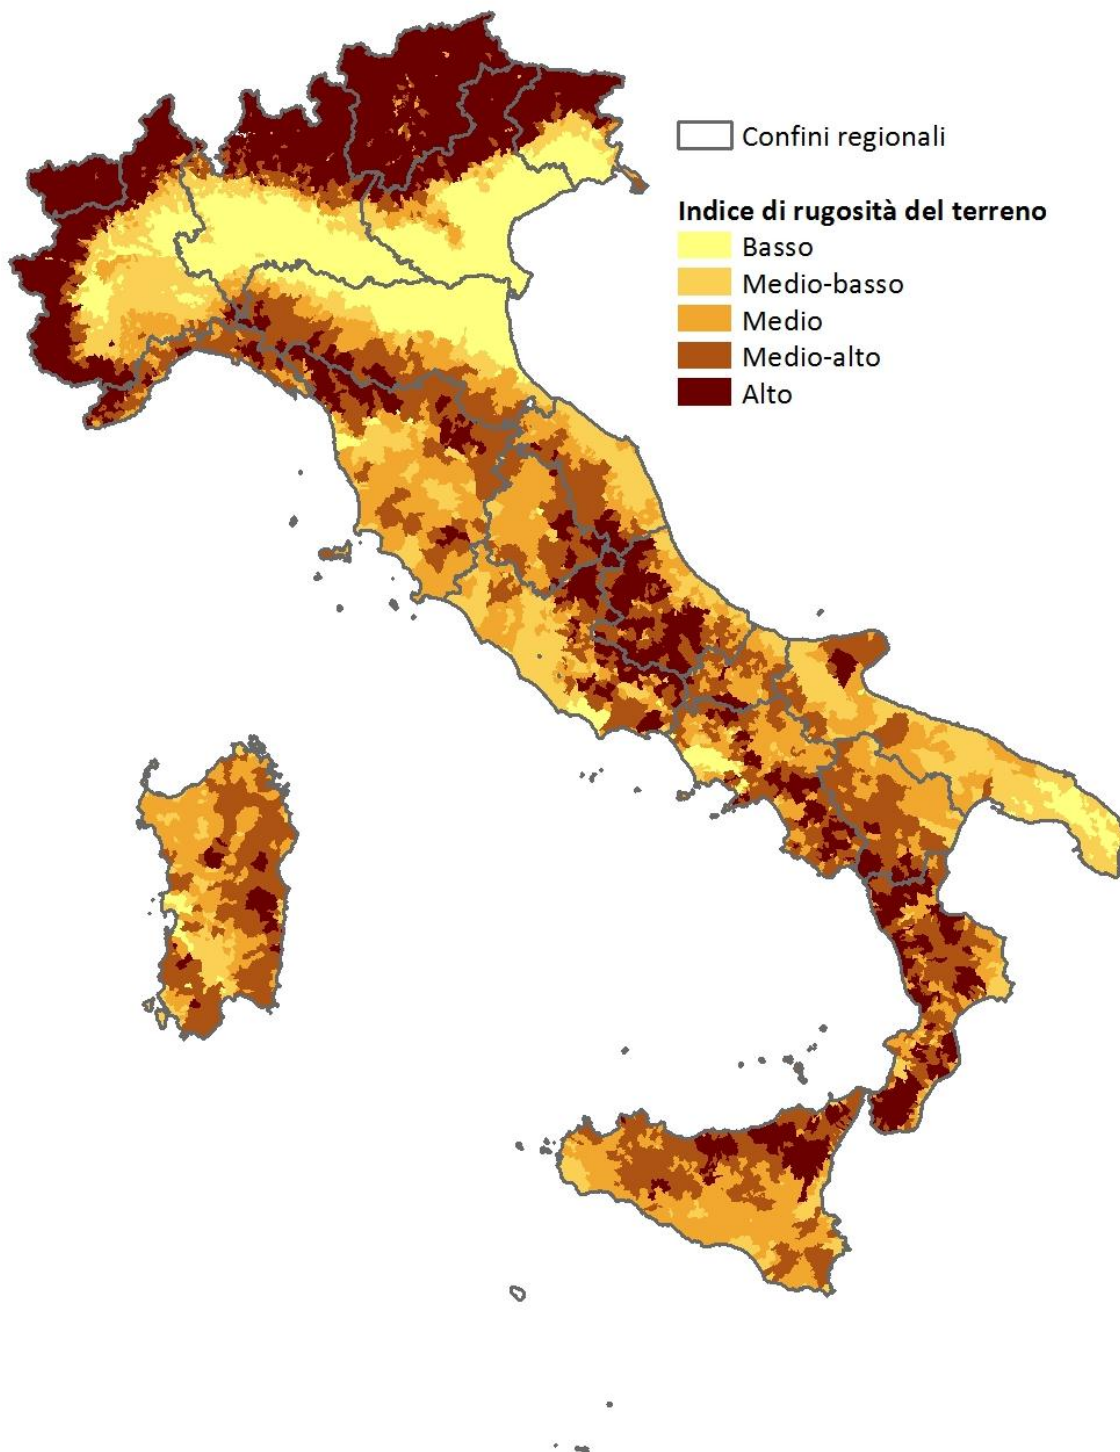 Confini regionali
Indice di rugosità del terreno
Basso
Medio-basso
Medio
Medio-alto
Alto